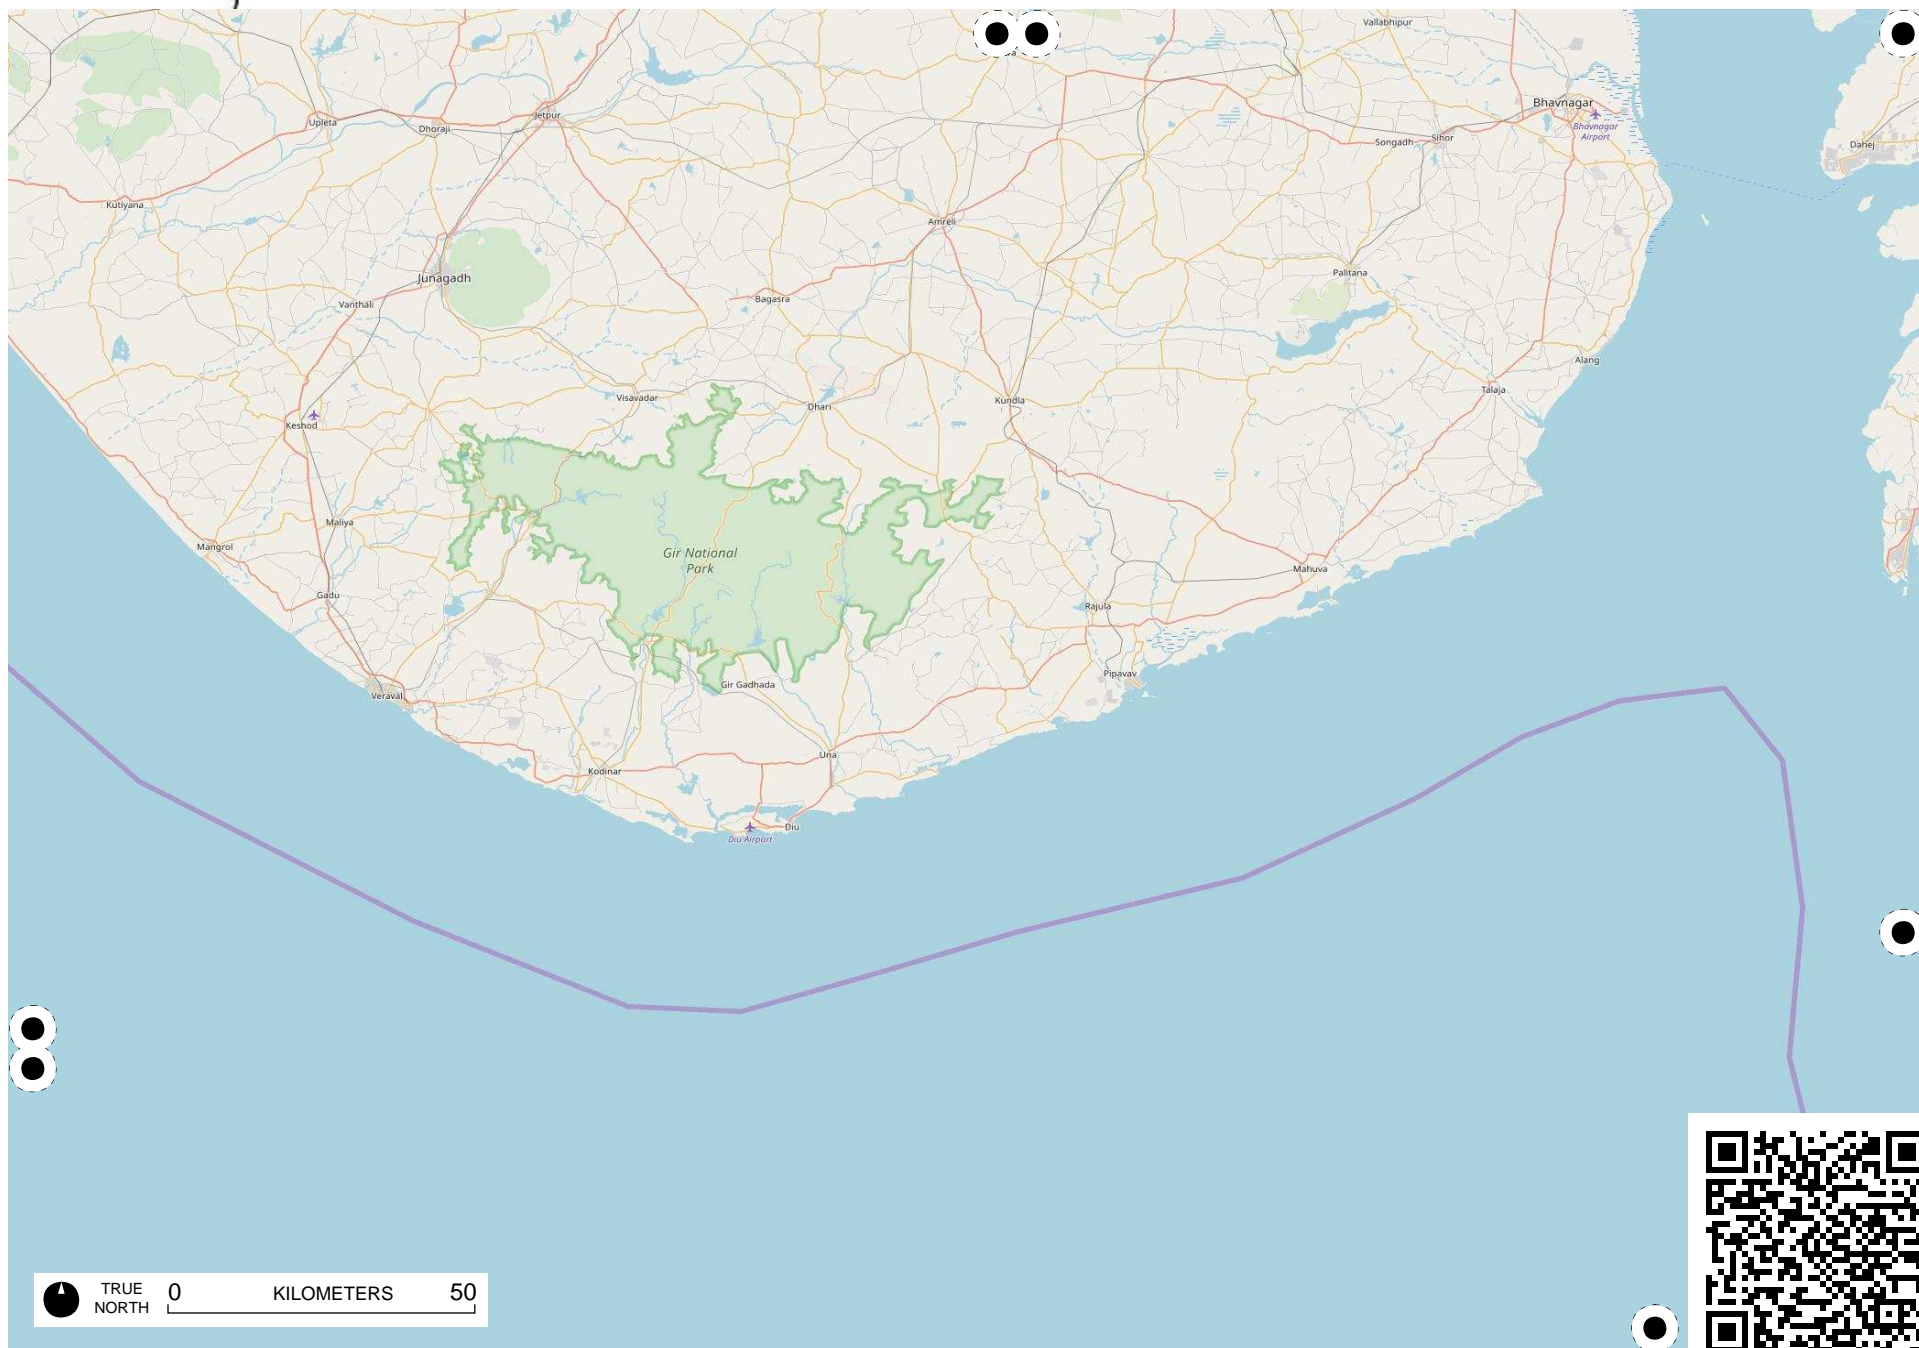 Vallabhipur
Bhavnagar
Bhavnagar
Airport
Dahej
Upleta
Dhoraji
Jetpur
Songadh
Sihor
Kutiyana
Amreli
Junagadh
Palitana
Vanthali
Bagasra
Alang
Talaja
Visavadar
Dhari
Kundla
Keshod
Maliya
Mangrol
Gir National
Park
Mahuva
Gadu
Rajula
Pipavav
Gir Gadhada
Veraval
Una
Kodinar
Diu
Diu Airport
TRUE
NORTH
0 KILOMETERS 50